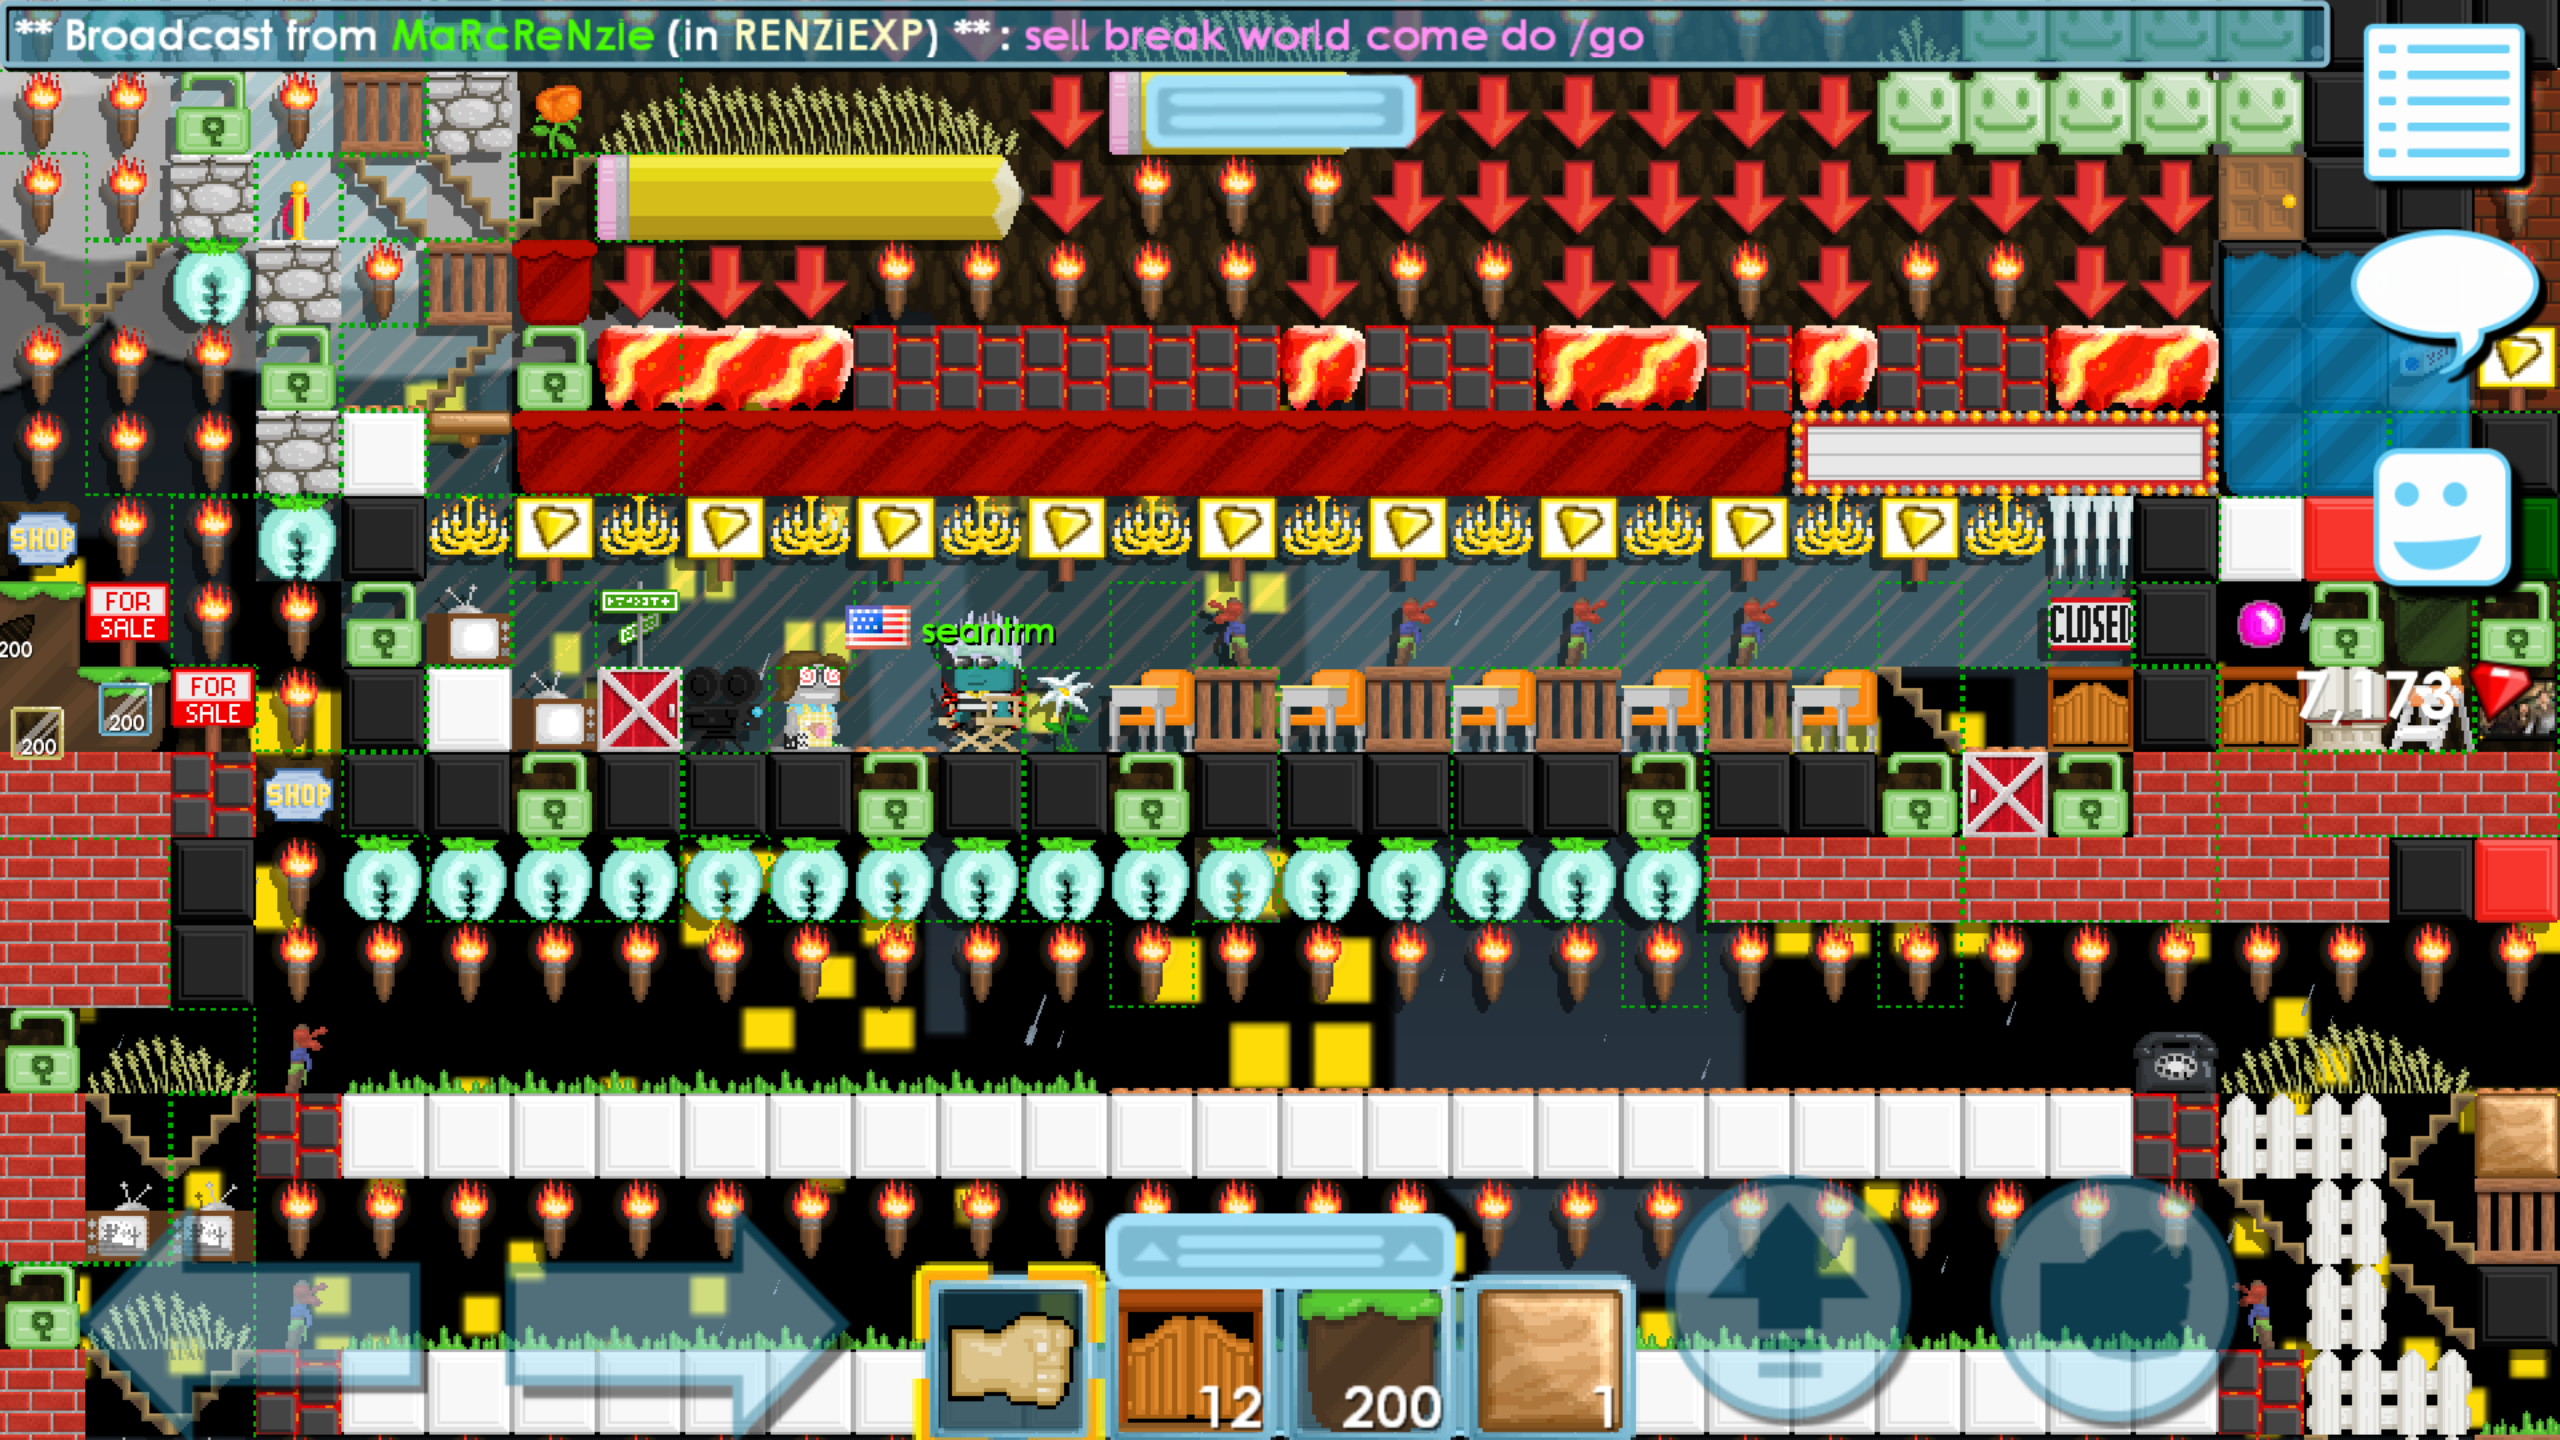 ** Broadcast from MaRcReNzIe (in RENZIEXP) ** : sell break world come do /go
SHOP
FOR SALE
200
seantrm
CLOSED
200
200
FOR SALE
7,173
SHOP
12
200
1